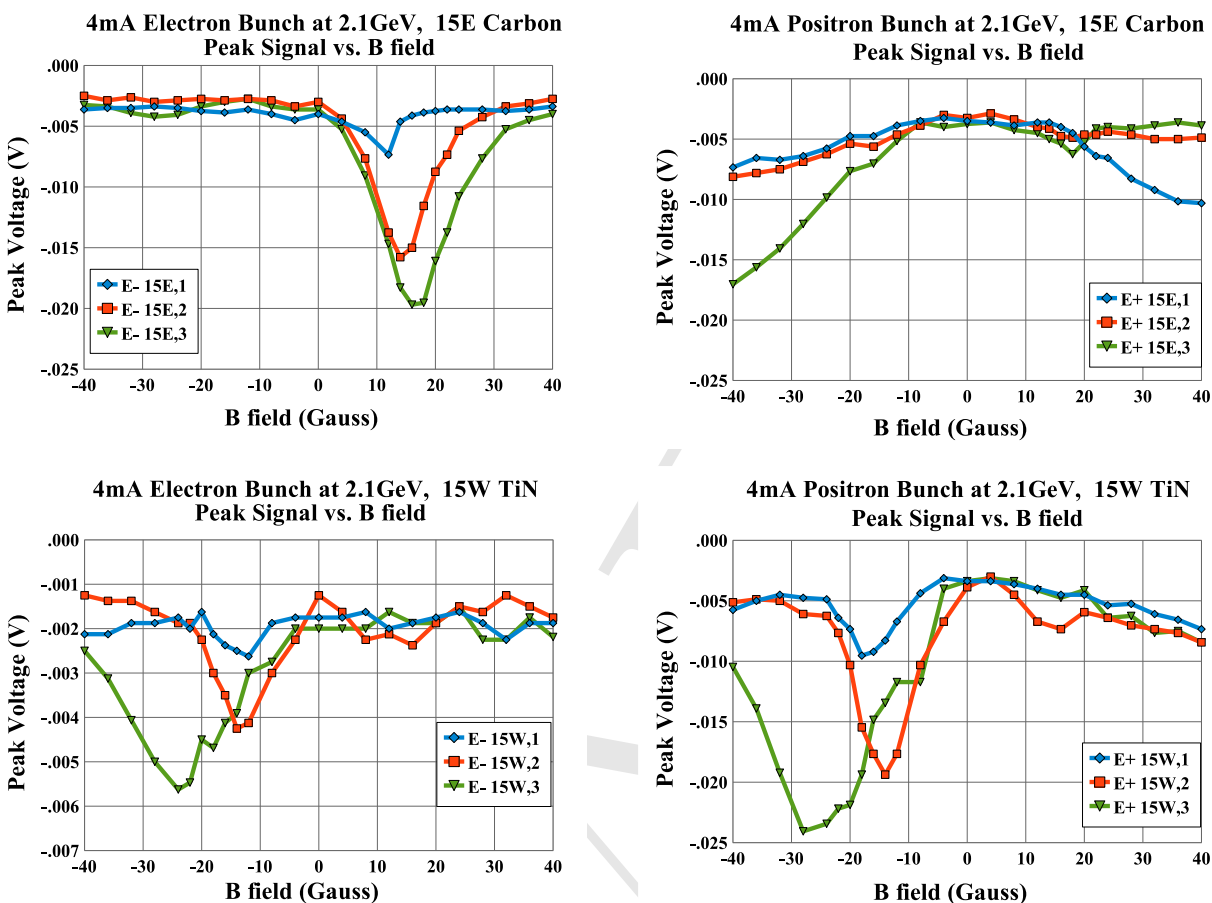 4mA Electron Bunch at 2.1GeV, 15E Carbon
Peak Signal vs. B field
.000
-.005
-.010
-.015
-.020
-.025
Peak Voltage (V)
E- 15E,1
E- 15E,2
E- 15E,3
-40 -30 -20 -10 0 10 20 30 40
B field (Gauss)
4mA Positron Bunch at 2.1GeV, 15E Carbon
Peak Signal vs. B field
.000
-.005
-.010
-.015
-.020
-.025
Peak Voltage (V)
E+ 15E,1
E+ 15E,2
E+ 15E,3
-40 -30 -20 -10 0 10 20 30 40
B field (Gauss)
4mA Electron Bunch at 2.1GeV, 15W TiN
Peak Signal vs. B field
.000
-.001
-.002
-.003
-.004
-.005
-.006
-.007
Peak Voltage (V)
E- 15W,1
E- 15W,2
E- 15W,3
-40 -30 -20 -10 0 10 20 30 40
B field (Gauss)
4mA Positron Bunch at 2.1GeV, 15W TiN
Peak Signal vs. B field
.000
-.005
-.010
-.015
-.020
-.025
Peak Voltage (V)
E+ 15W,1
E+ 15W,2
E+ 15W,3
-40 -30 -20 -10 0 10 20 30 40
B field (Gauss)